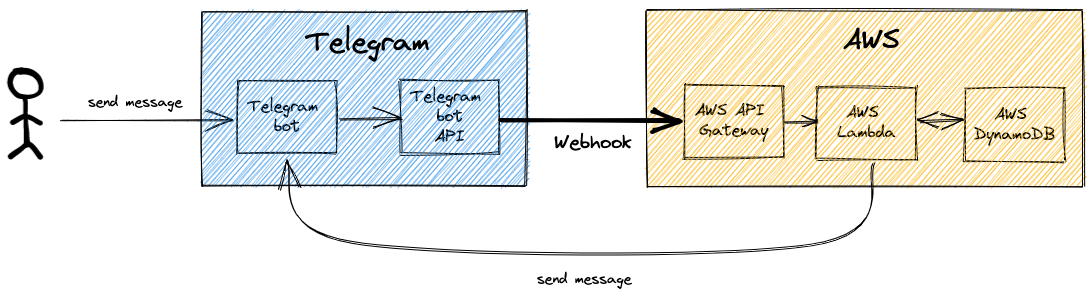 Telegram
AWS
send message
Telegram
bot
Telegram
bot
API
Webhook
AWS API
Gateway
AWS
Lambda
AWS
DynamoDB
send message